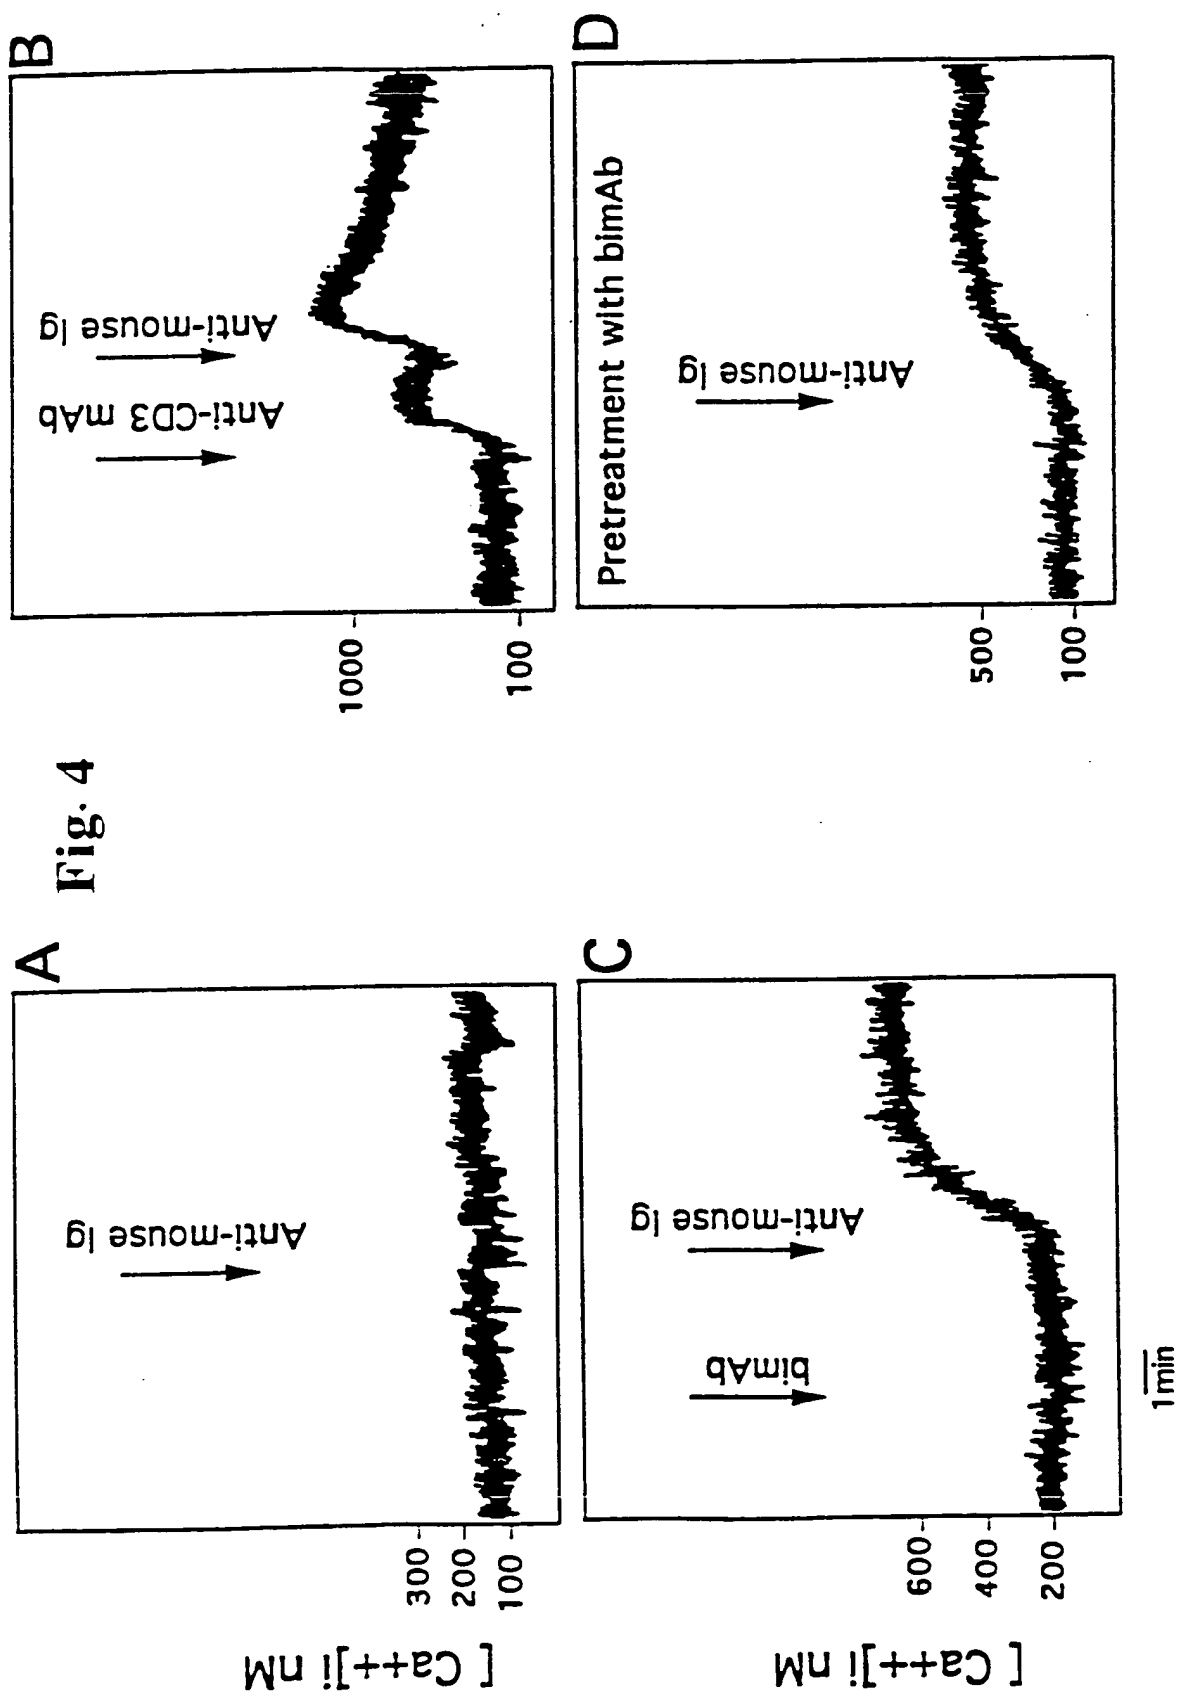 Fig. 4
A
Anti-mouse Ig
[Ca++]i nM
300
200
100
B
Anti-CD3 mAb
Anti-mouse Ig
1000
100
C
bimAb
Anti-mouse Ig
[Ca++]i nM
600
400
200
1min
D
Pretreatment with bimAb
Anti-mouse Ig
500
100